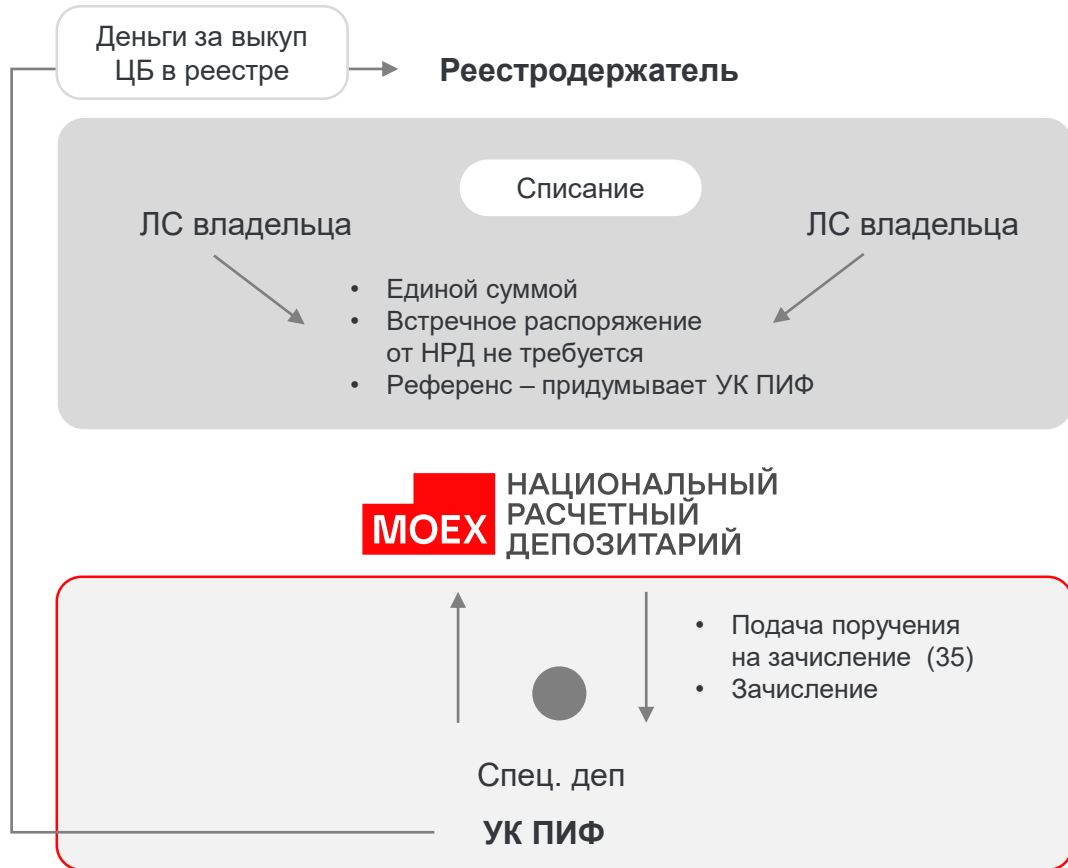 Деньги за выкуп
ЦБ в реестре
Реестродержатель
Списание
ЛС владельца
ЛС владельца
• Единой суммой
• Встречное распоряжение
от НРД не требуется
• Референс – придумывает УК ПИФ
MOEX
НАЦИОНАЛЬНЫЙ
РАСЧЕТНЫЙ
ДЕПОЗИТАРИЙ
• Подача поручения
на зачисление (35)
• Зачисление
Спец. деп
УК ПИФ